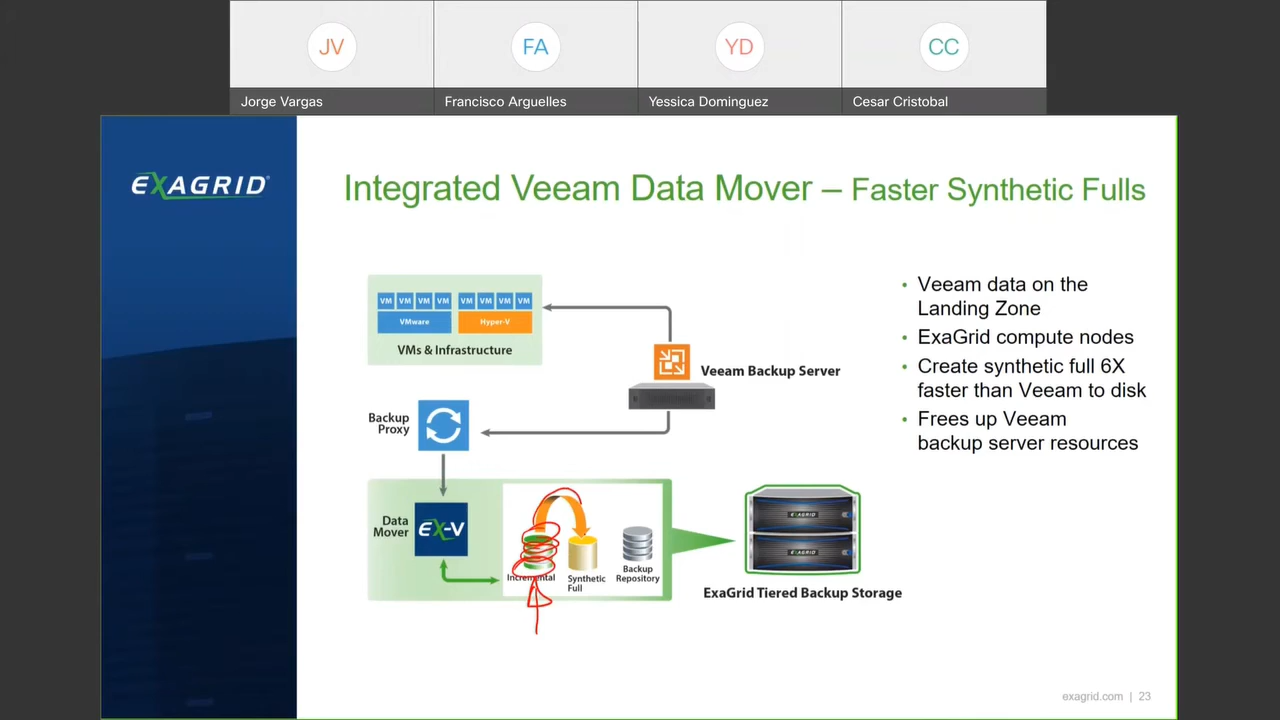 JV
FA
YD
CC
Jorge Vargas
Francisco Arguelles
Yessica Dominguez
Cesar Cristobal
EXAGRID®
Integrated Veeam Data Mover – Faster Synthetic Fulls
VM VM VM VM VM VM VM VM
VMware Hyper-V
VMs & Infrastructure
Veeam Backup Server
Backup
Proxy
Data
Mover
EX-V
Incremental
Synthetic
Full
Backup
Repository
EXAGRID
EXAGRID
ExaGrid Tiered Backup Storage
• Veeam data on the
Landing Zone
• ExaGrid compute nodes
• Create synthetic full 6X
faster than Veeam to disk
• Frees up Veeam
backup server resources
exagrid.com | 23